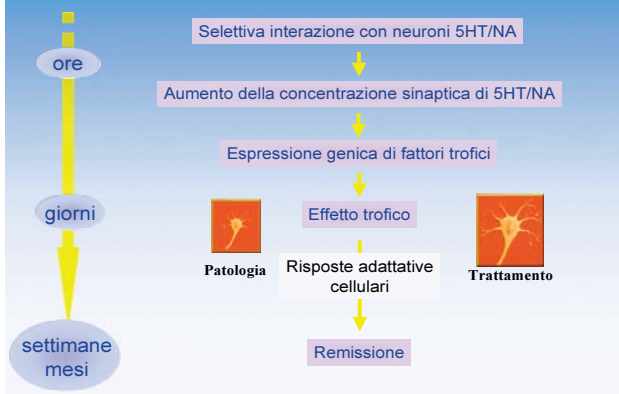 Selettiva interazione con neuroni 5HT/NA
ore
Aumento della concentrazione sinaptica di 5HT/NA
Espressione genica di fattori trofici
giorni
Effetto trofico
Patologia
Risposte adattative
cellulari
Trattamento
settimane
mesi
Remissione